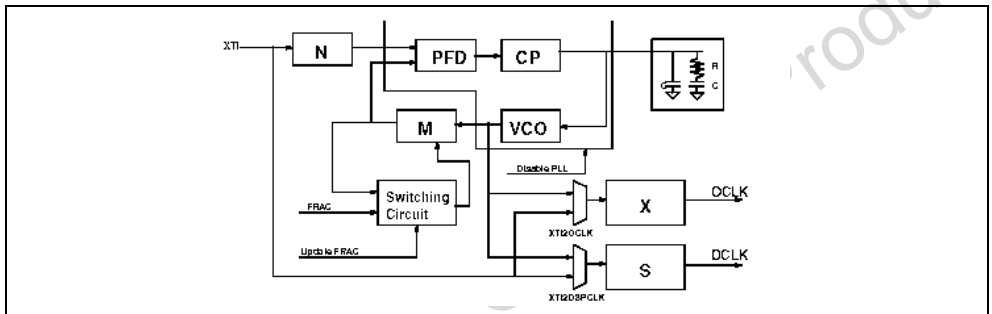 XTI
N
PFD
CP
R
C
C
M
VCO
Disable PLL
Switching
Circuit
FRAC
Update FRAC
X
OCLK
XTI2OCLK
S
DCLK
XTI2DSPCLK